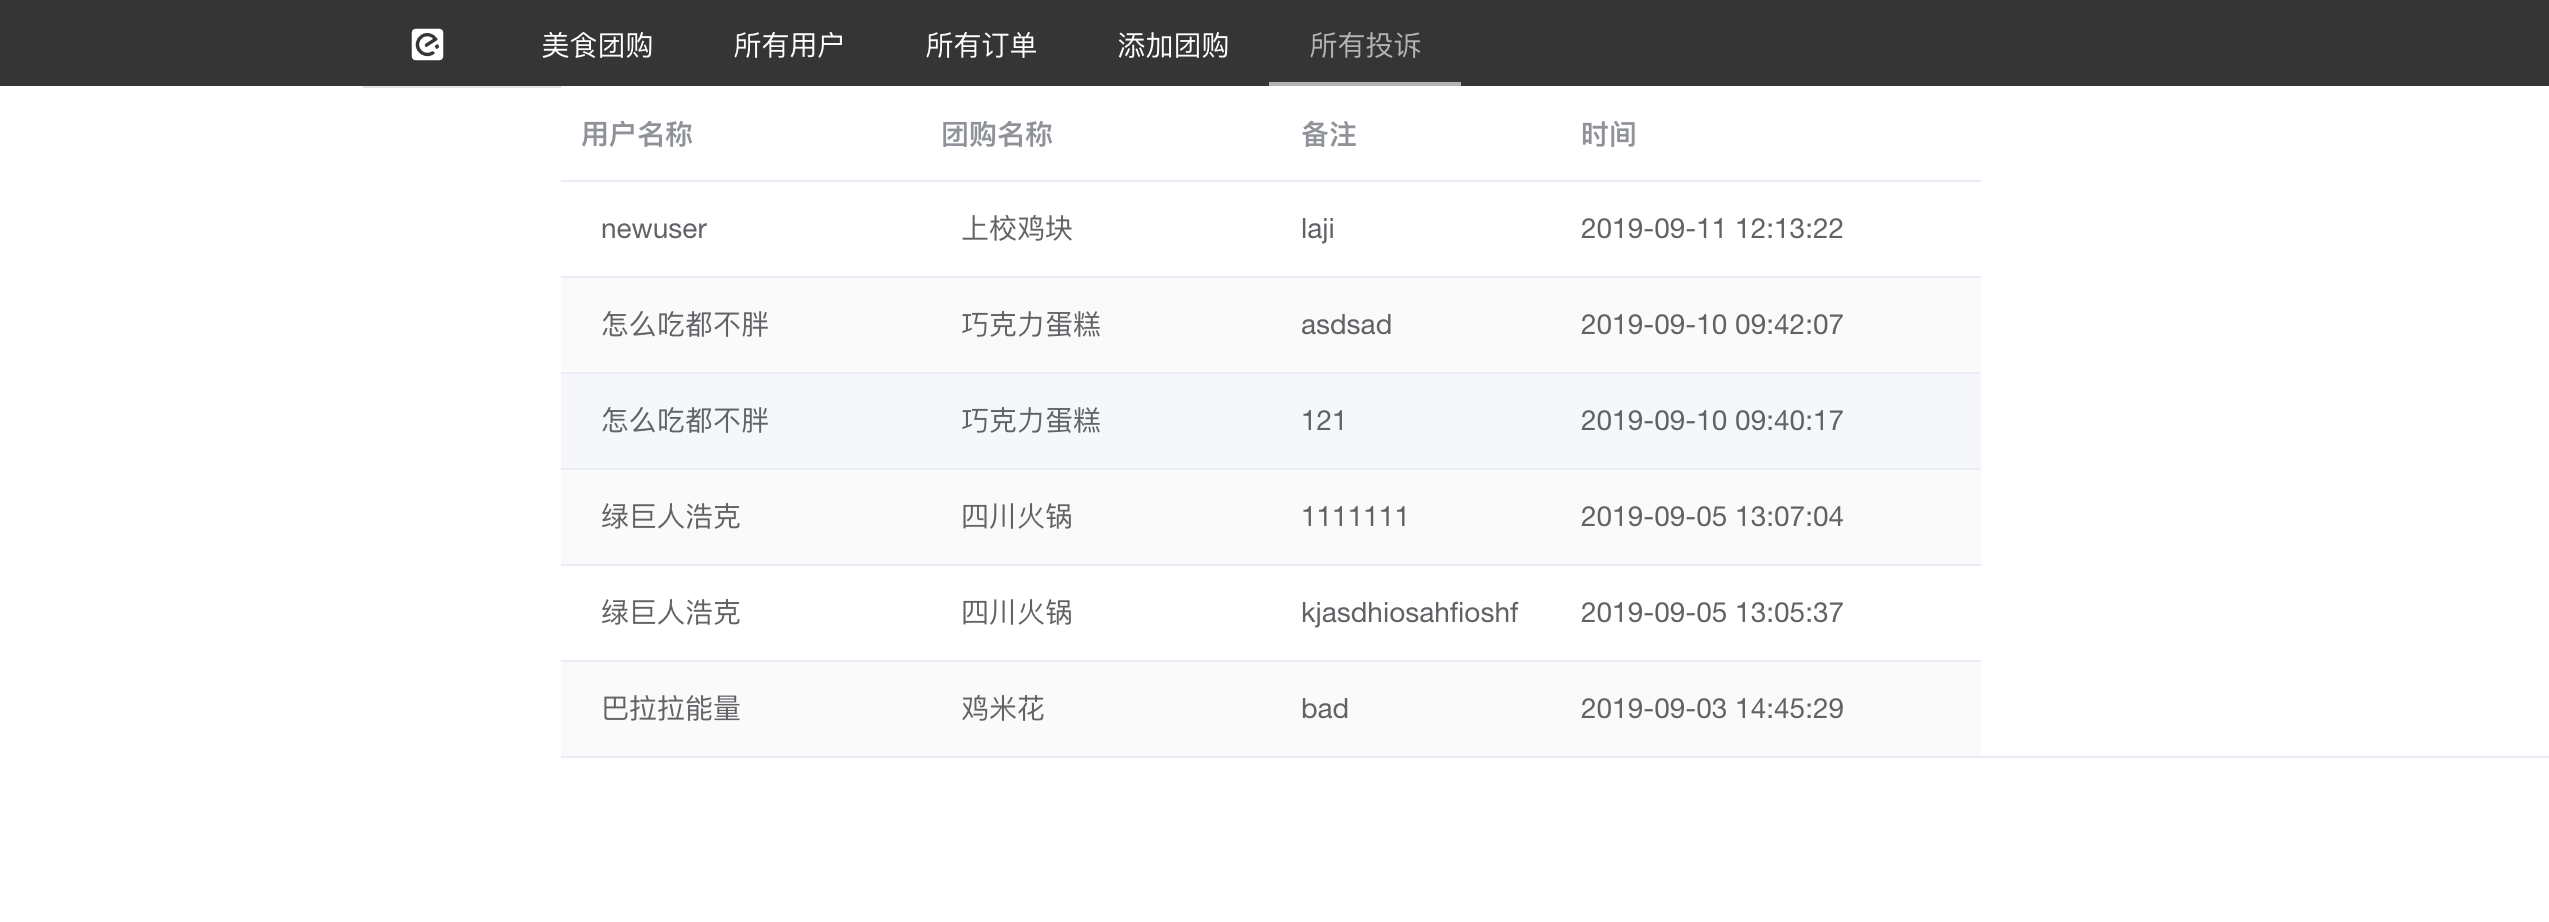 美食团购 所有用户 所有订单 添加团购 所有投诉
用户名称 团购名称 备注 时间
newuser 上校鸡块 laji 2019-09-11 12:13:22
怎么吃都不胖 巧克力蛋糕 asdsad 2019-09-10 09:42:07
怎么吃都不胖 巧克力蛋糕 121 2019-09-10 09:40:17
绿巨人浩克 四川火锅 1111111 2019-09-05 13:07:04
绿巨人浩克 四川火锅 kjasdhiosahfioshf 2019-09-05 13:05:37
巴拉拉能量 鸡米花 bad 2019-09-03 14:45:29